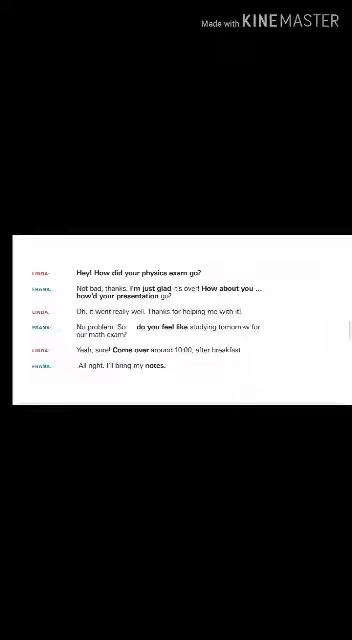 Made with KINEMASTER
LINDA: Hey! How did your physics exam go?
FRANK: Not bad, thanks. I'm just glad it's over! How about you ...
how'd your presentation go?
LINDA: Oh, it went really well. Thanks for helping me with it!
FRANK: No problem. So do you feel like studying tomorrow for
our math exam?
LINDA: Yeah, sure! Come over around 10:00, after breakfast
FRANK: All right. I'll bring my notes.